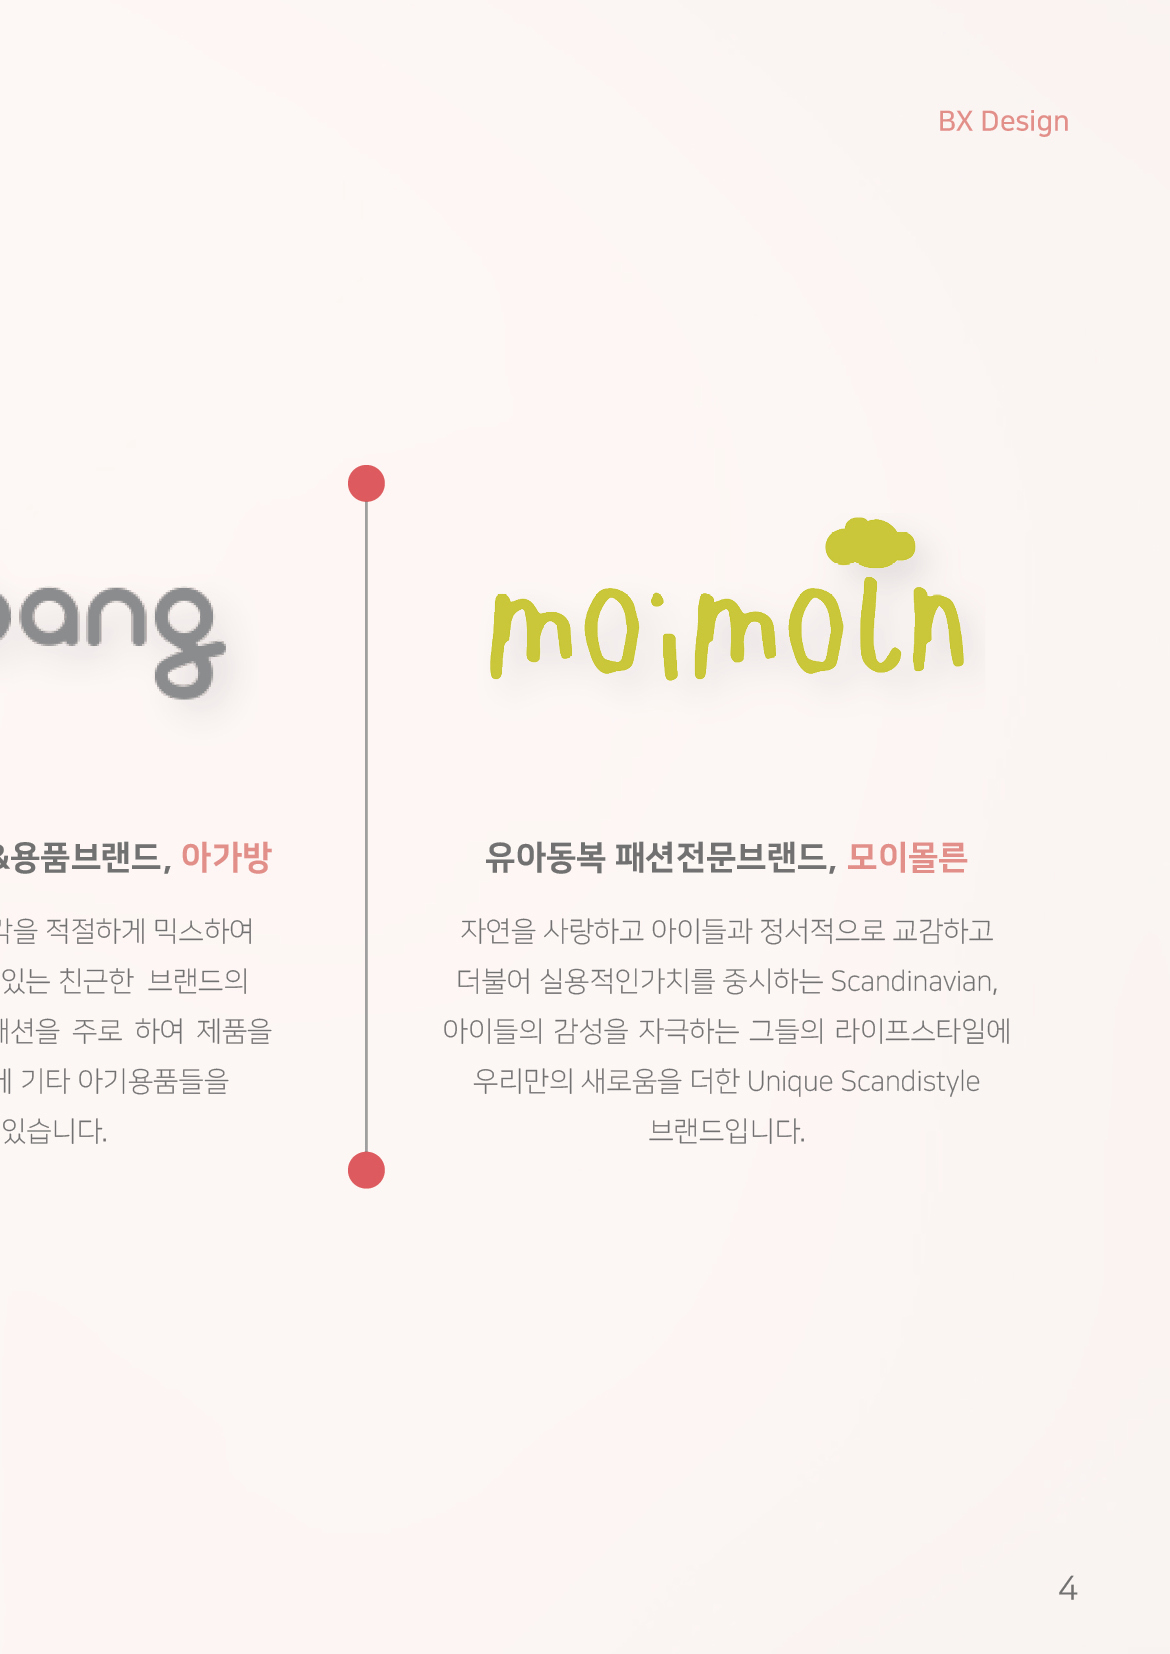 BX Design
ang
&용품브랜드, 아가방
을 적절하게 믹스하여
있는 친근한 브랜드의
션을 주로 하여 제품을
기타 아기용품들을
있습니다.
moimoln
유아동복 패션전문브랜드, 모이몰른
자연을 사랑하고 아이들과 정서적으로 교감하고
더불어 실용적인가치를 중시하는 Scandinavian,
아이들의 감성을 자극하는 그들의 라이프스타일에
우리만의 새로움을 더한 Unique Scandistyle
브랜드입니다.
4